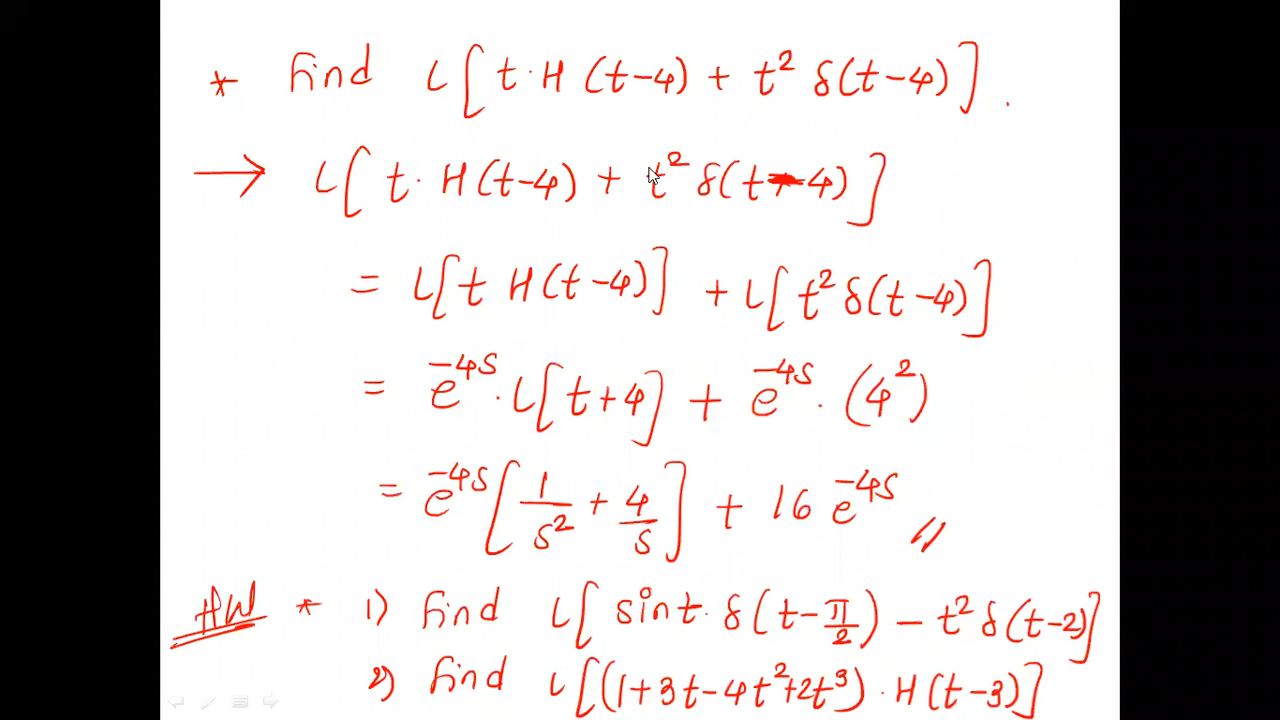 * Find L[t·H(t-4) + t² δ(t-4)].
→ L[t·H(t-4) + t² δ(t-4)]
= L[t H(t-4)] + L[t² δ(t-4)]
= e^{-4s}·L[t+4] + e^{-4s}·(4²)
= e^{-4s}[1/s² + 4/s] + 16 e^{-4s} //
HW * 1) Find L[sint·δ(t-π/2) - t² δ(t-2)]
2) Find L[(1+3t-4t²+2t³)·H(t-3)]